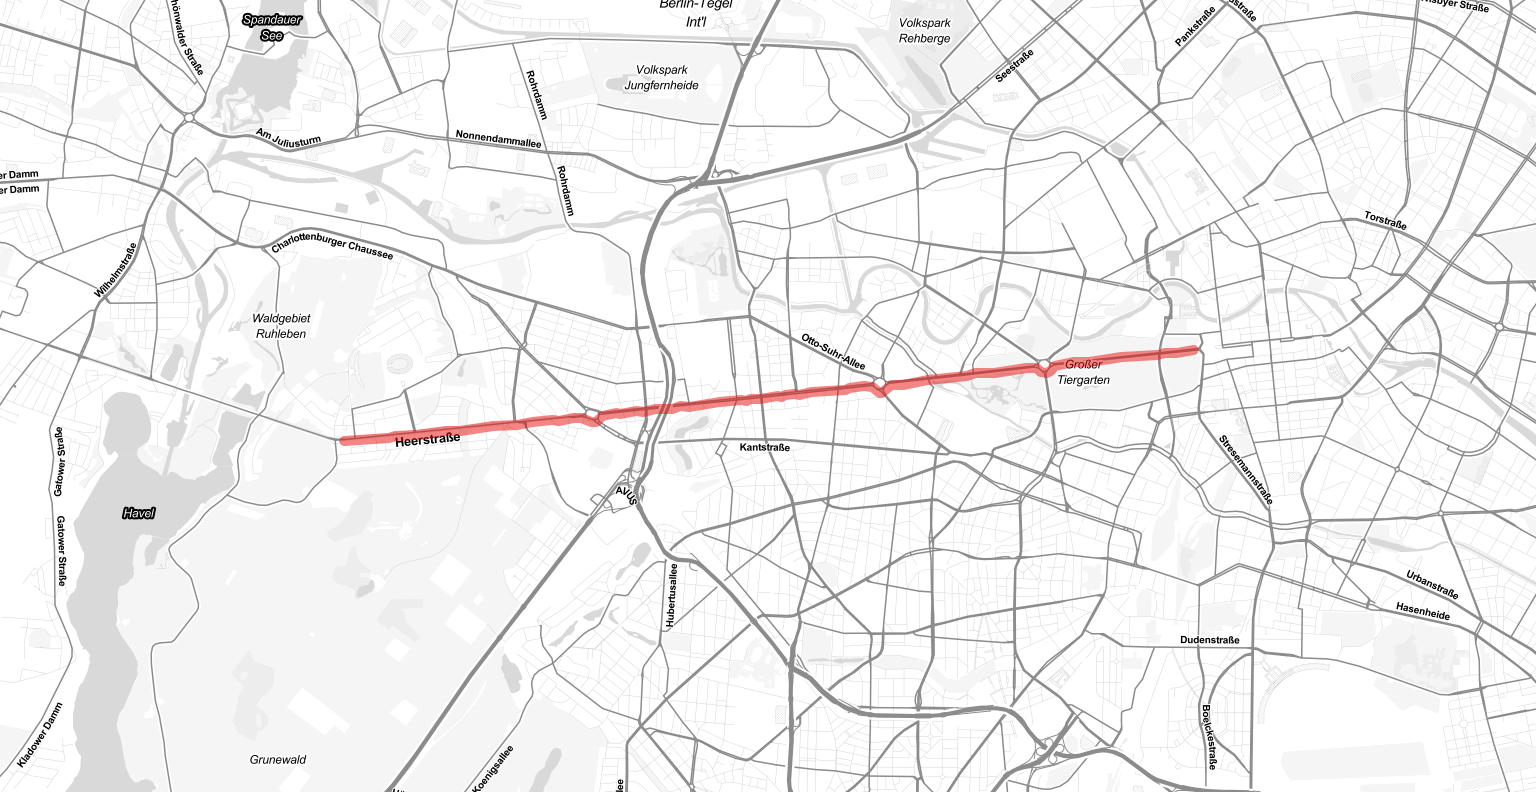 Berlin-Tegel
Int'l
Spandauer
See
Schönwalder Straße
Volkspark
Rehberge
Pankstraße
Seestraße
Volkspark
Jungfernheide
Rohrdamm
Am Juliusturm
Nonnendammallee
Rohrdamm
er Damm
er Damm
Torstraße
Charlottenburger Chaussee
Wilhelmstraße
Waldgebiet
Ruhleben
Otto-Suhr-Allee
Großer
Tiergarten
Heerstraße
Kantstraße
Gatower Straße
Stresemannstraße
AVUS
Havel
Gatower Straße
Hubertusallee
Urbanstraße
Hasenheide
Dudenstraße
Kladower Damm
Boelckestraße
Grunewald
Koenigsallee